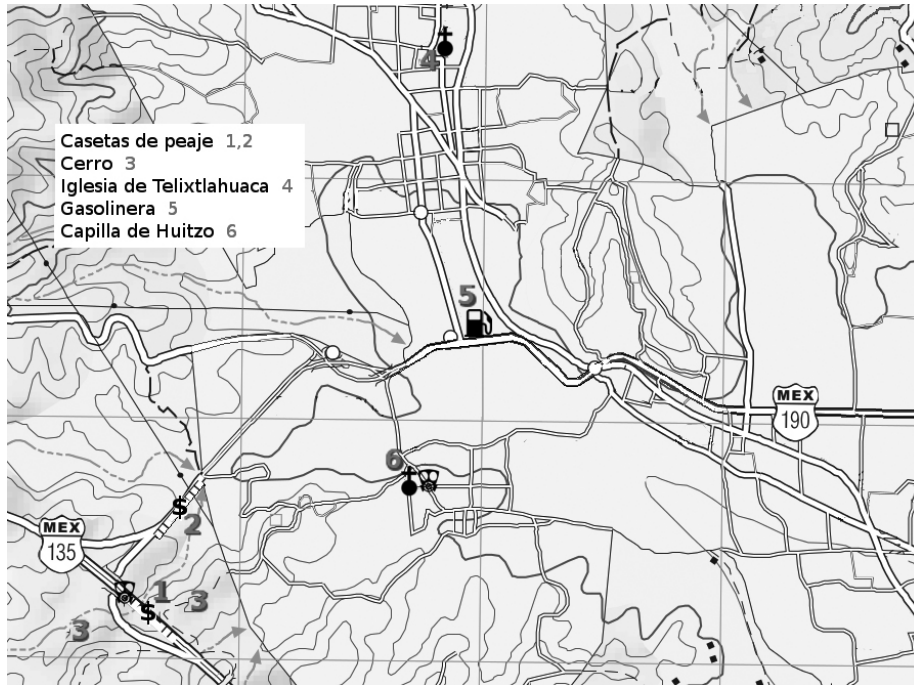 4
Casetas de peaje 1,2
Cerro 3
Iglesia de Telixtlahuaca 4
Gasolinera 5
Capilla de Huitzo 6
5
MEX
190
6
$
2
MEX
135
1
$
3
3